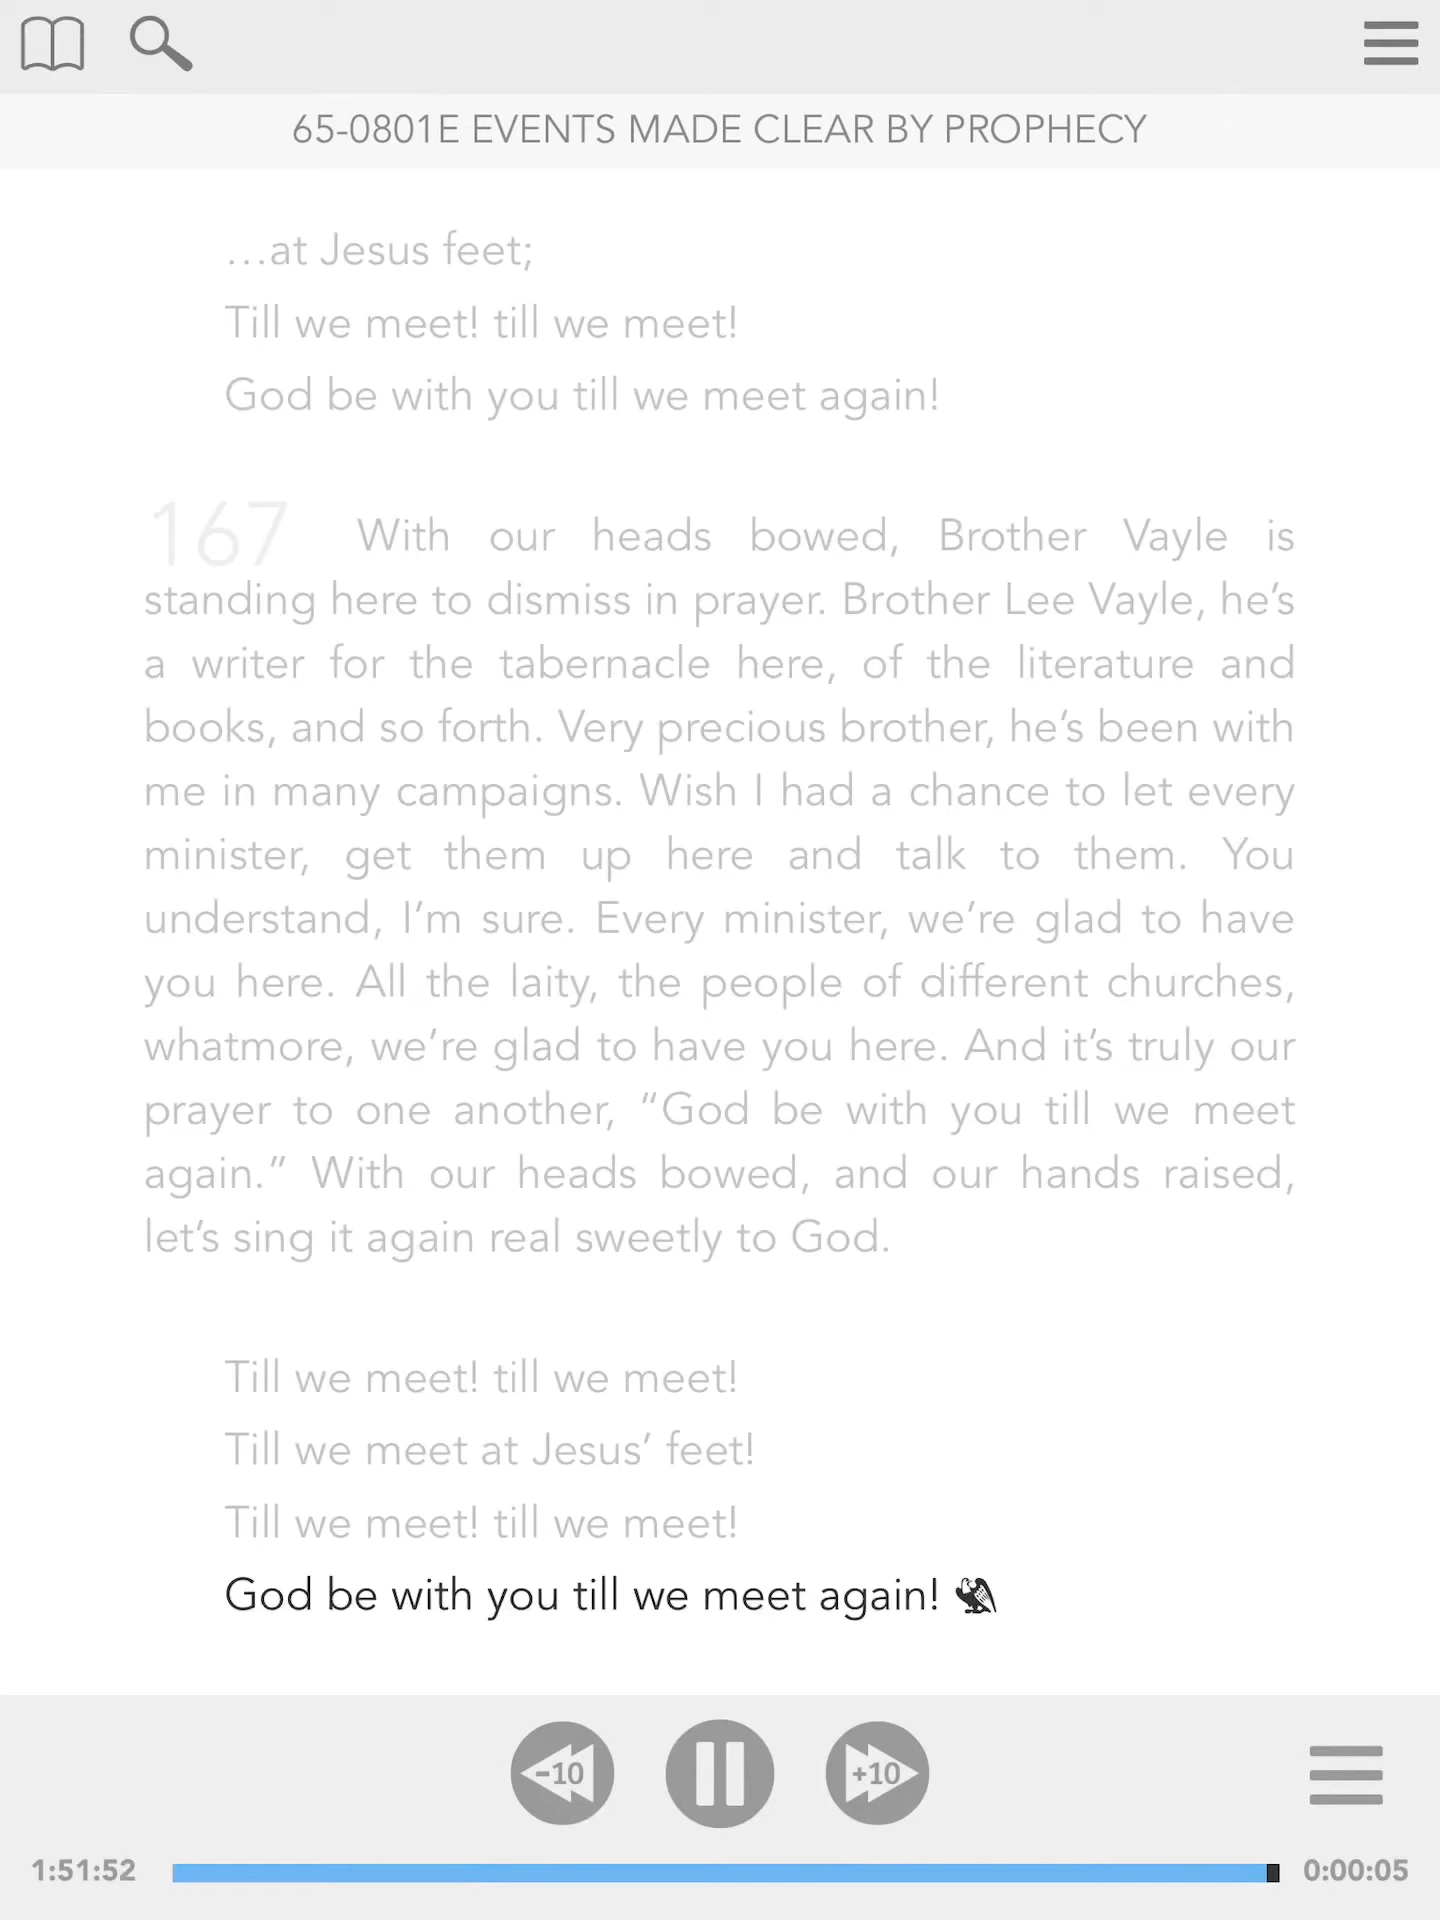 65-0801E EVENTS MADE CLEAR BY PROPHECY
…at Jesus feet;
Till we meet! till we meet!
God be with you till we meet again!
167 With our heads bowed, Brother Vayle is
standing here to dismiss in prayer. Brother Lee Vayle, he’s
a writer for the tabernacle here, of the literature and
books, and so forth. Very precious brother, he’s been with
me in many campaigns. Wish I had a chance to let every
minister, get them up here and talk to them. You
understand, I’m sure. Every minister, we’re glad to have
you here. All the laity, the people of different churches,
whatmore, we’re glad to have you here. And it’s truly our
prayer to one another, “God be with you till we meet
again.” With our heads bowed, and our hands raised,
let’s sing it again real sweetly to God.
Till we meet! till we meet!
Till we meet at Jesus’ feet!
Till we meet! till we meet!
God be with you till we meet again!
-10 +10
1:51:52 0:00:05